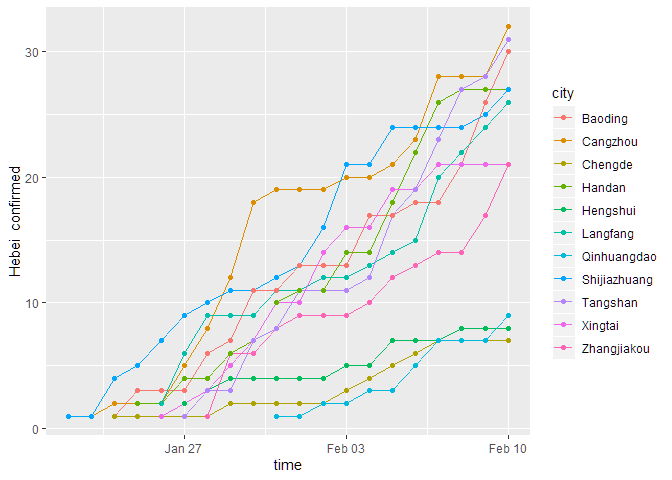 30
20
10
0
Hebei confirmed
Jan 27
Feb 03
Feb 10
time
city
Baoding
Cangzhou
Chengde
Handan
Hengshui
Langfang
Qinhuangdao
Shijiazhuang
Tangshan
Xingtai
Zhangjiakou